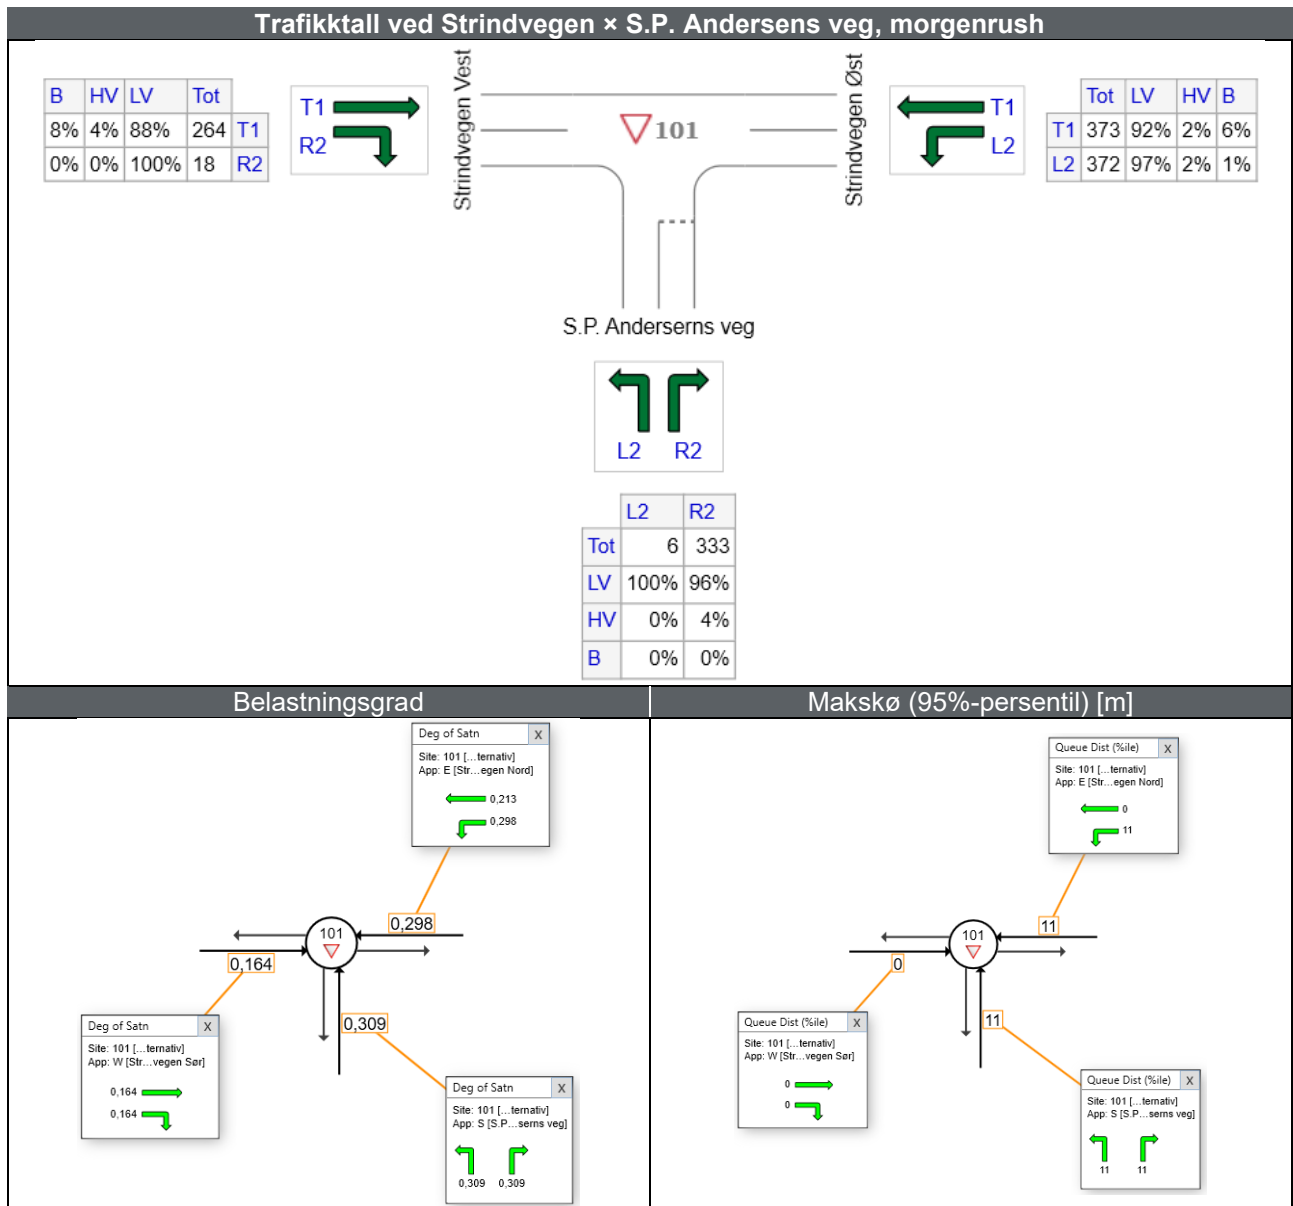 Trafikktall ved Strindvegen × S.P. Andersens veg, morgenrush
B HV LV Tot
8% 4% 88% 264 T1
0% 0% 100% 18 R2
T1
R2
Strindvegen Vest
101
Strindvegen Øst
T1
L2
Tot LV HV B
T1 373 92% 2% 6%
L2 372 97% 2% 1%
S.P. Anderserns veg
L2 R2
L2 R2
Tot 6 333
LV 100% 96%
HV 0% 4%
B 0% 0%
Belastningsgrad
Deg of Satn X
Site: 101 [...ternativ]
App: E [Str...egen Nord]
0,213
0,298
101
0,298
0,164
0,309
Deg of Satn X
Site: 101 [...ternativ]
App: W [Str...vegen Sør]
0,164
0,164
Deg of Satn X
Site: 101 [...ternativ]
App: S [S.P...serns veg]
0,309 0,309
Makskø (95%-persentil) [m]
Queue Dist (%ile) X
Site: 101 [...ternativ]
App: E [Str...egen Nord]
0
11
101
11
0
11
Queue Dist (%ile) X
Site: 101 [...ternativ]
App: W [Str...vegen Sør]
0
0
Queue Dist (%ile) X
Site: 101 [...ternativ]
App: S [S.P...serns veg]
11 11